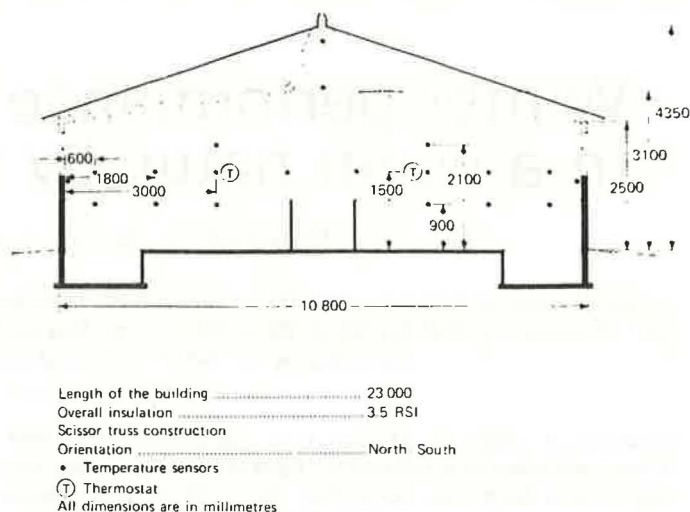 4350
3100
2500
600
1800
3000
T
T
1500
2100
900
10 800
Length of the building 23 000
Overall insulation 3.5 RSI
Scissor truss construction
Orientation North South
• Temperature sensors
T Thermostat
All dimensions are in millimetres